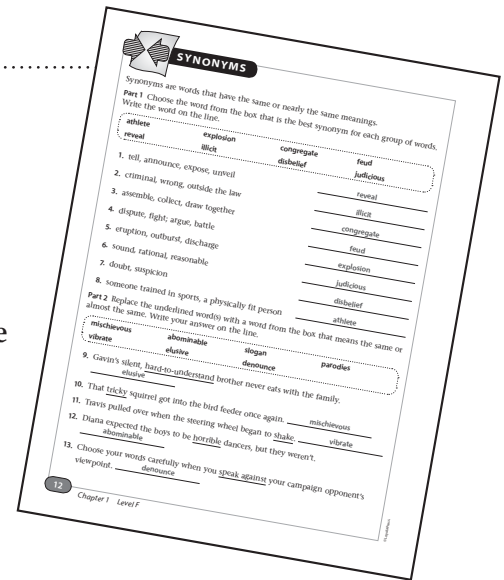 SYNONYMS
Synonyms are words that have the same or nearly the same meanings.
Part 1 Choose the word from the box that is the best synonym for each group of words.
Write the word on the line.
athlete explosion congregate feud
reveal illicit disbelief judicious
1. tell, announce, expose, unveil reveal
2. criminal, wrong, outside the law illicit
3. assemble, collect, draw together congregate
4. dispute, fight; argue, battle feud
5. eruption, outburst, discharge explosion
6. sound, rational, reasonable judicious
7. doubt, suspicion disbelief
8. someone trained in sports, a physically fit person athlete
Part 2 Replace the underlined word(s) with a word from the box that means the same or
almost the same. Write your answer on the line.
mischievous abominable slogan parodies
vibrate elusive denounce
9. Gavin's silent, hard-to-understand brother never eats with the family.
elusive
10. That tricky squirrel got into the bird feeder once again. mischievous
11. Travis pulled over when the steering wheel began to shake. vibrate
12. Diana expected the boys to be horrible dancers, but they weren't.
abominable
13. Choose your words carefully when you speak against your campaign opponent's
viewpoint. denounce
12
Chapter 1 Level F
e